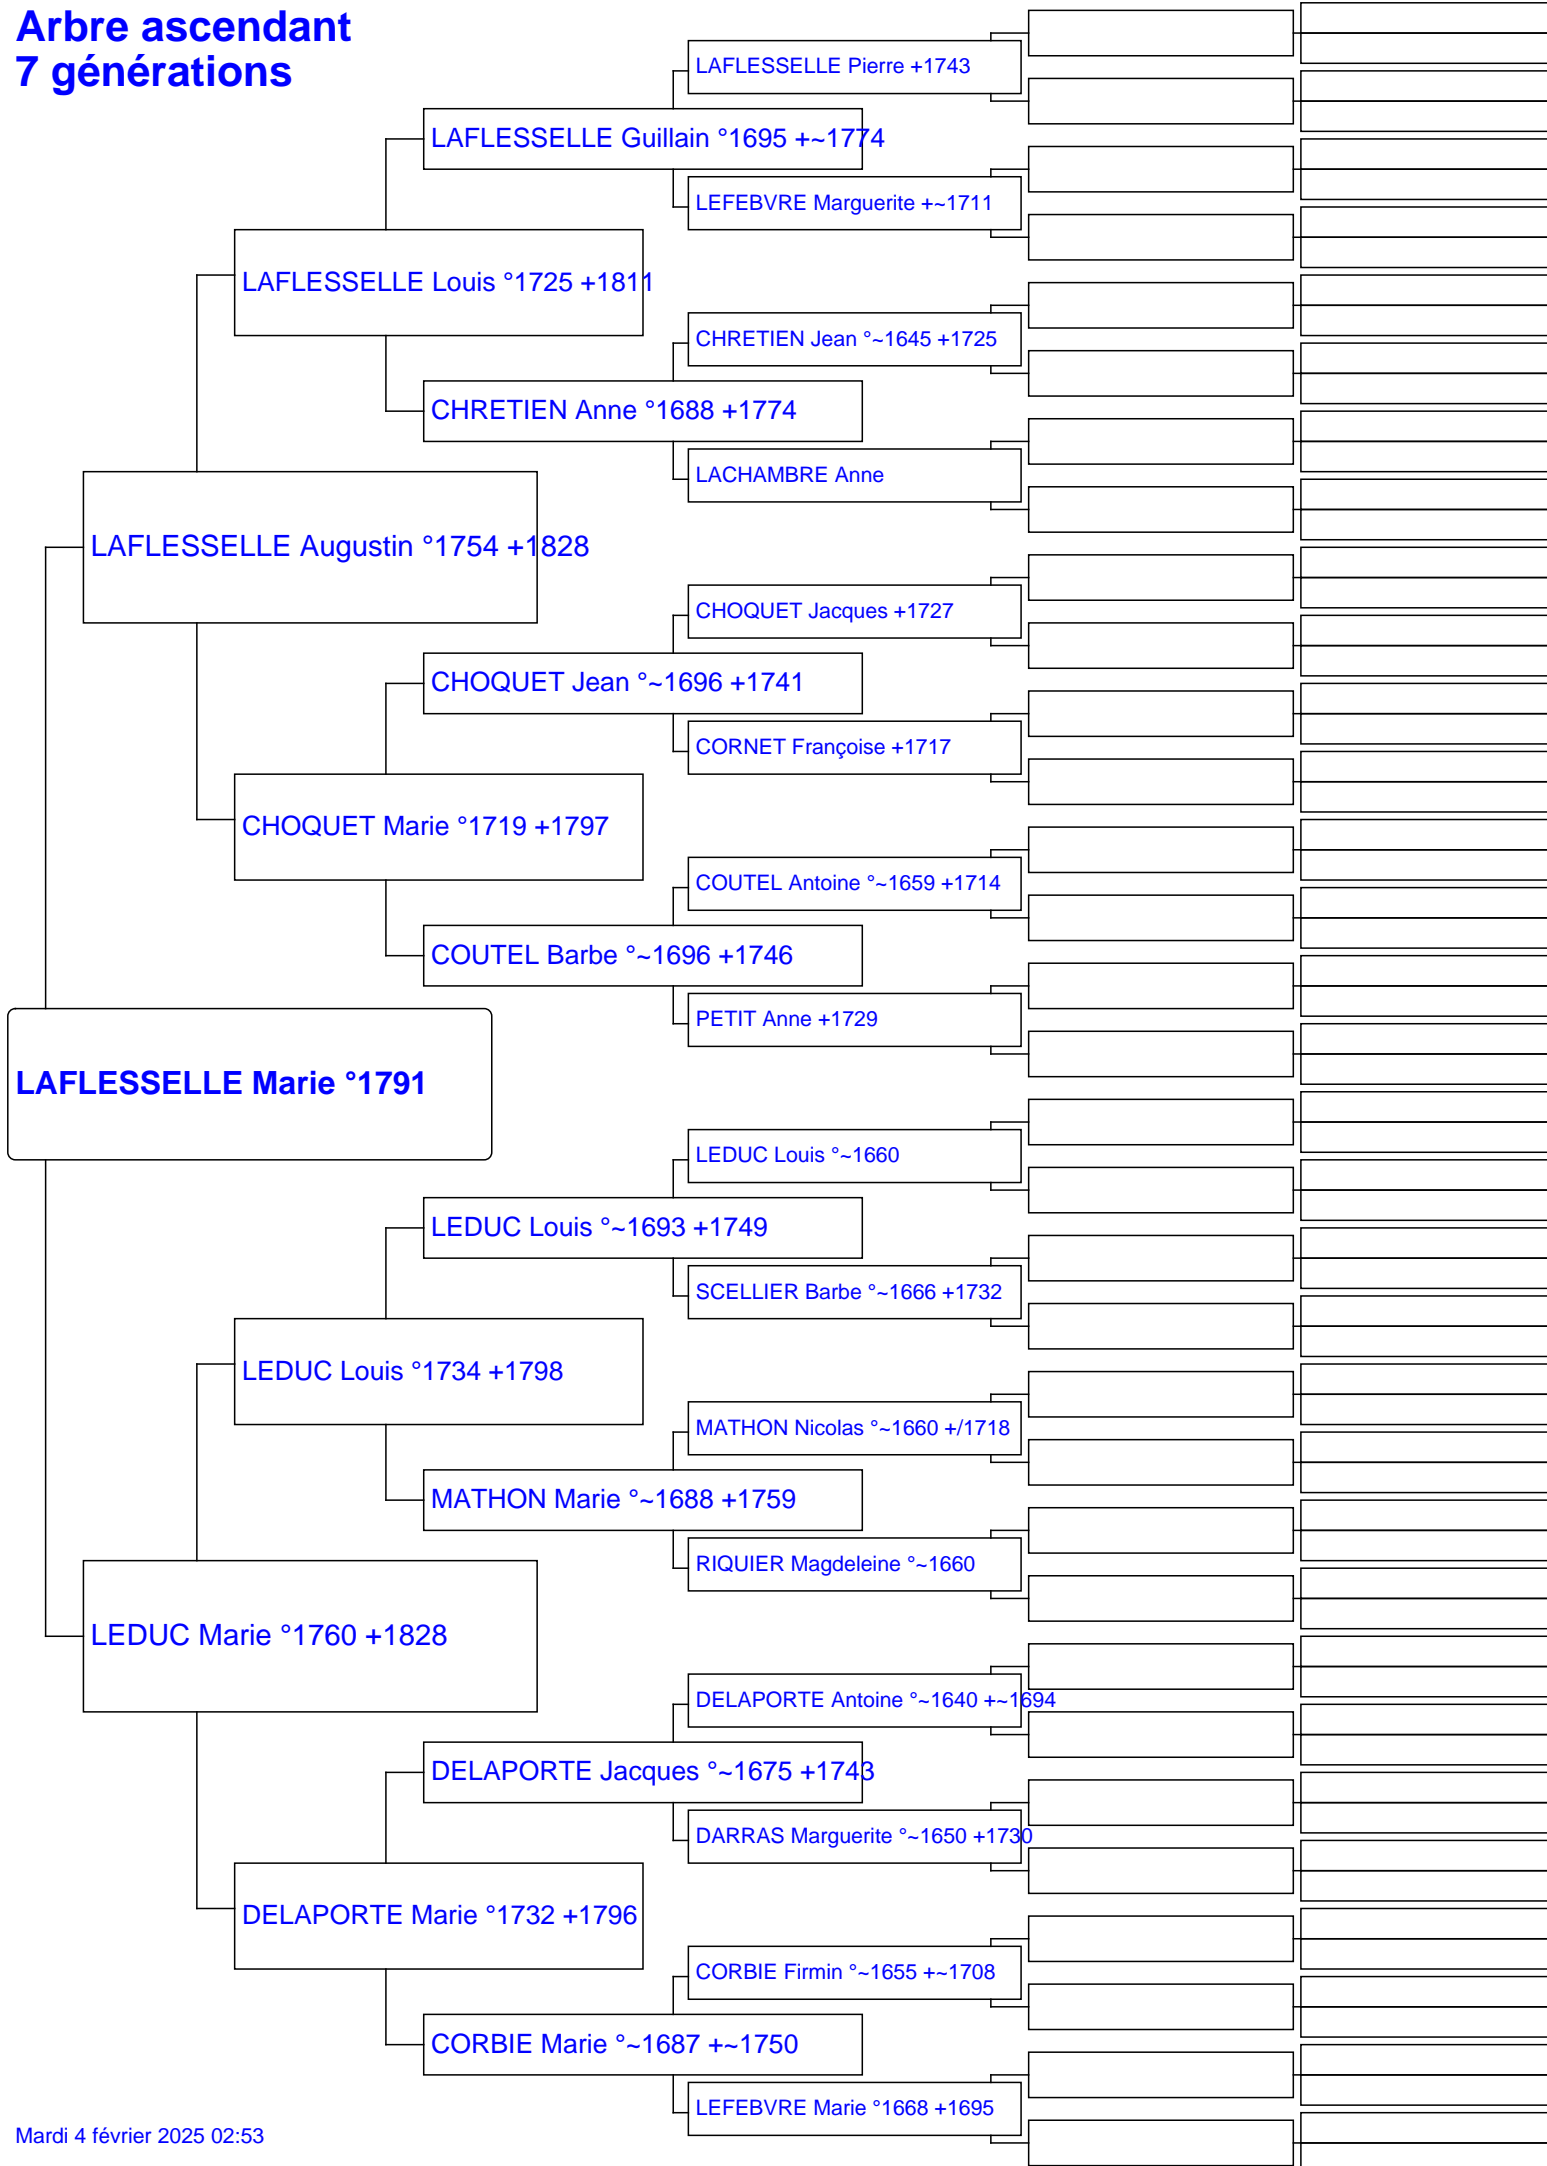 Arbre ascendant
7 générations
LAFLESSELLE Pierre +1743
LAFLESSELLE Guillain °1695 +~1774
LEFEBVRE Marguerite +~1711
LAFLESSELLE Louis °1725 +1811
CHRETIEN Jean °~1645 +1725
CHRETIEN Anne °1688 +1774
LACHAMBRE Anne
LAFLESSELLE Augustin °1754 +1828
CHOQUET Jacques +1727
CHOQUET Jean °~1696 +1741
CORNET Françoise +1717
CHOQUET Marie °1719 +1797
COUTEL Antoine °~1659 +1714
COUTEL Barbe °~1696 +1746
PETIT Anne +1729
LAFLESSELLE Marie °1791
LEDUC Louis °~1660
LEDUC Louis °~1693 +1749
SCELLIER Barbe °~1666 +1732
LEDUC Louis °1734 +1798
MATHON Nicolas °~1660 +/1718
MATHON Marie °~1688 +1759
RIQUIER Magdeleine °~1660
LEDUC Marie °1760 +1828
DELAPORTE Antoine °~1640 +~1694
DELAPORTE Jacques °~1675 +1743
DARRAS Marguerite °~1650 +1730
DELAPORTE Marie °1732 +1796
CORBIE Firmin °~1655 +~1708
CORBIE Marie °~1687 +~1750
LEFEBVRE Marie °1668 +1695
Mardi 4 février 2025 02:53